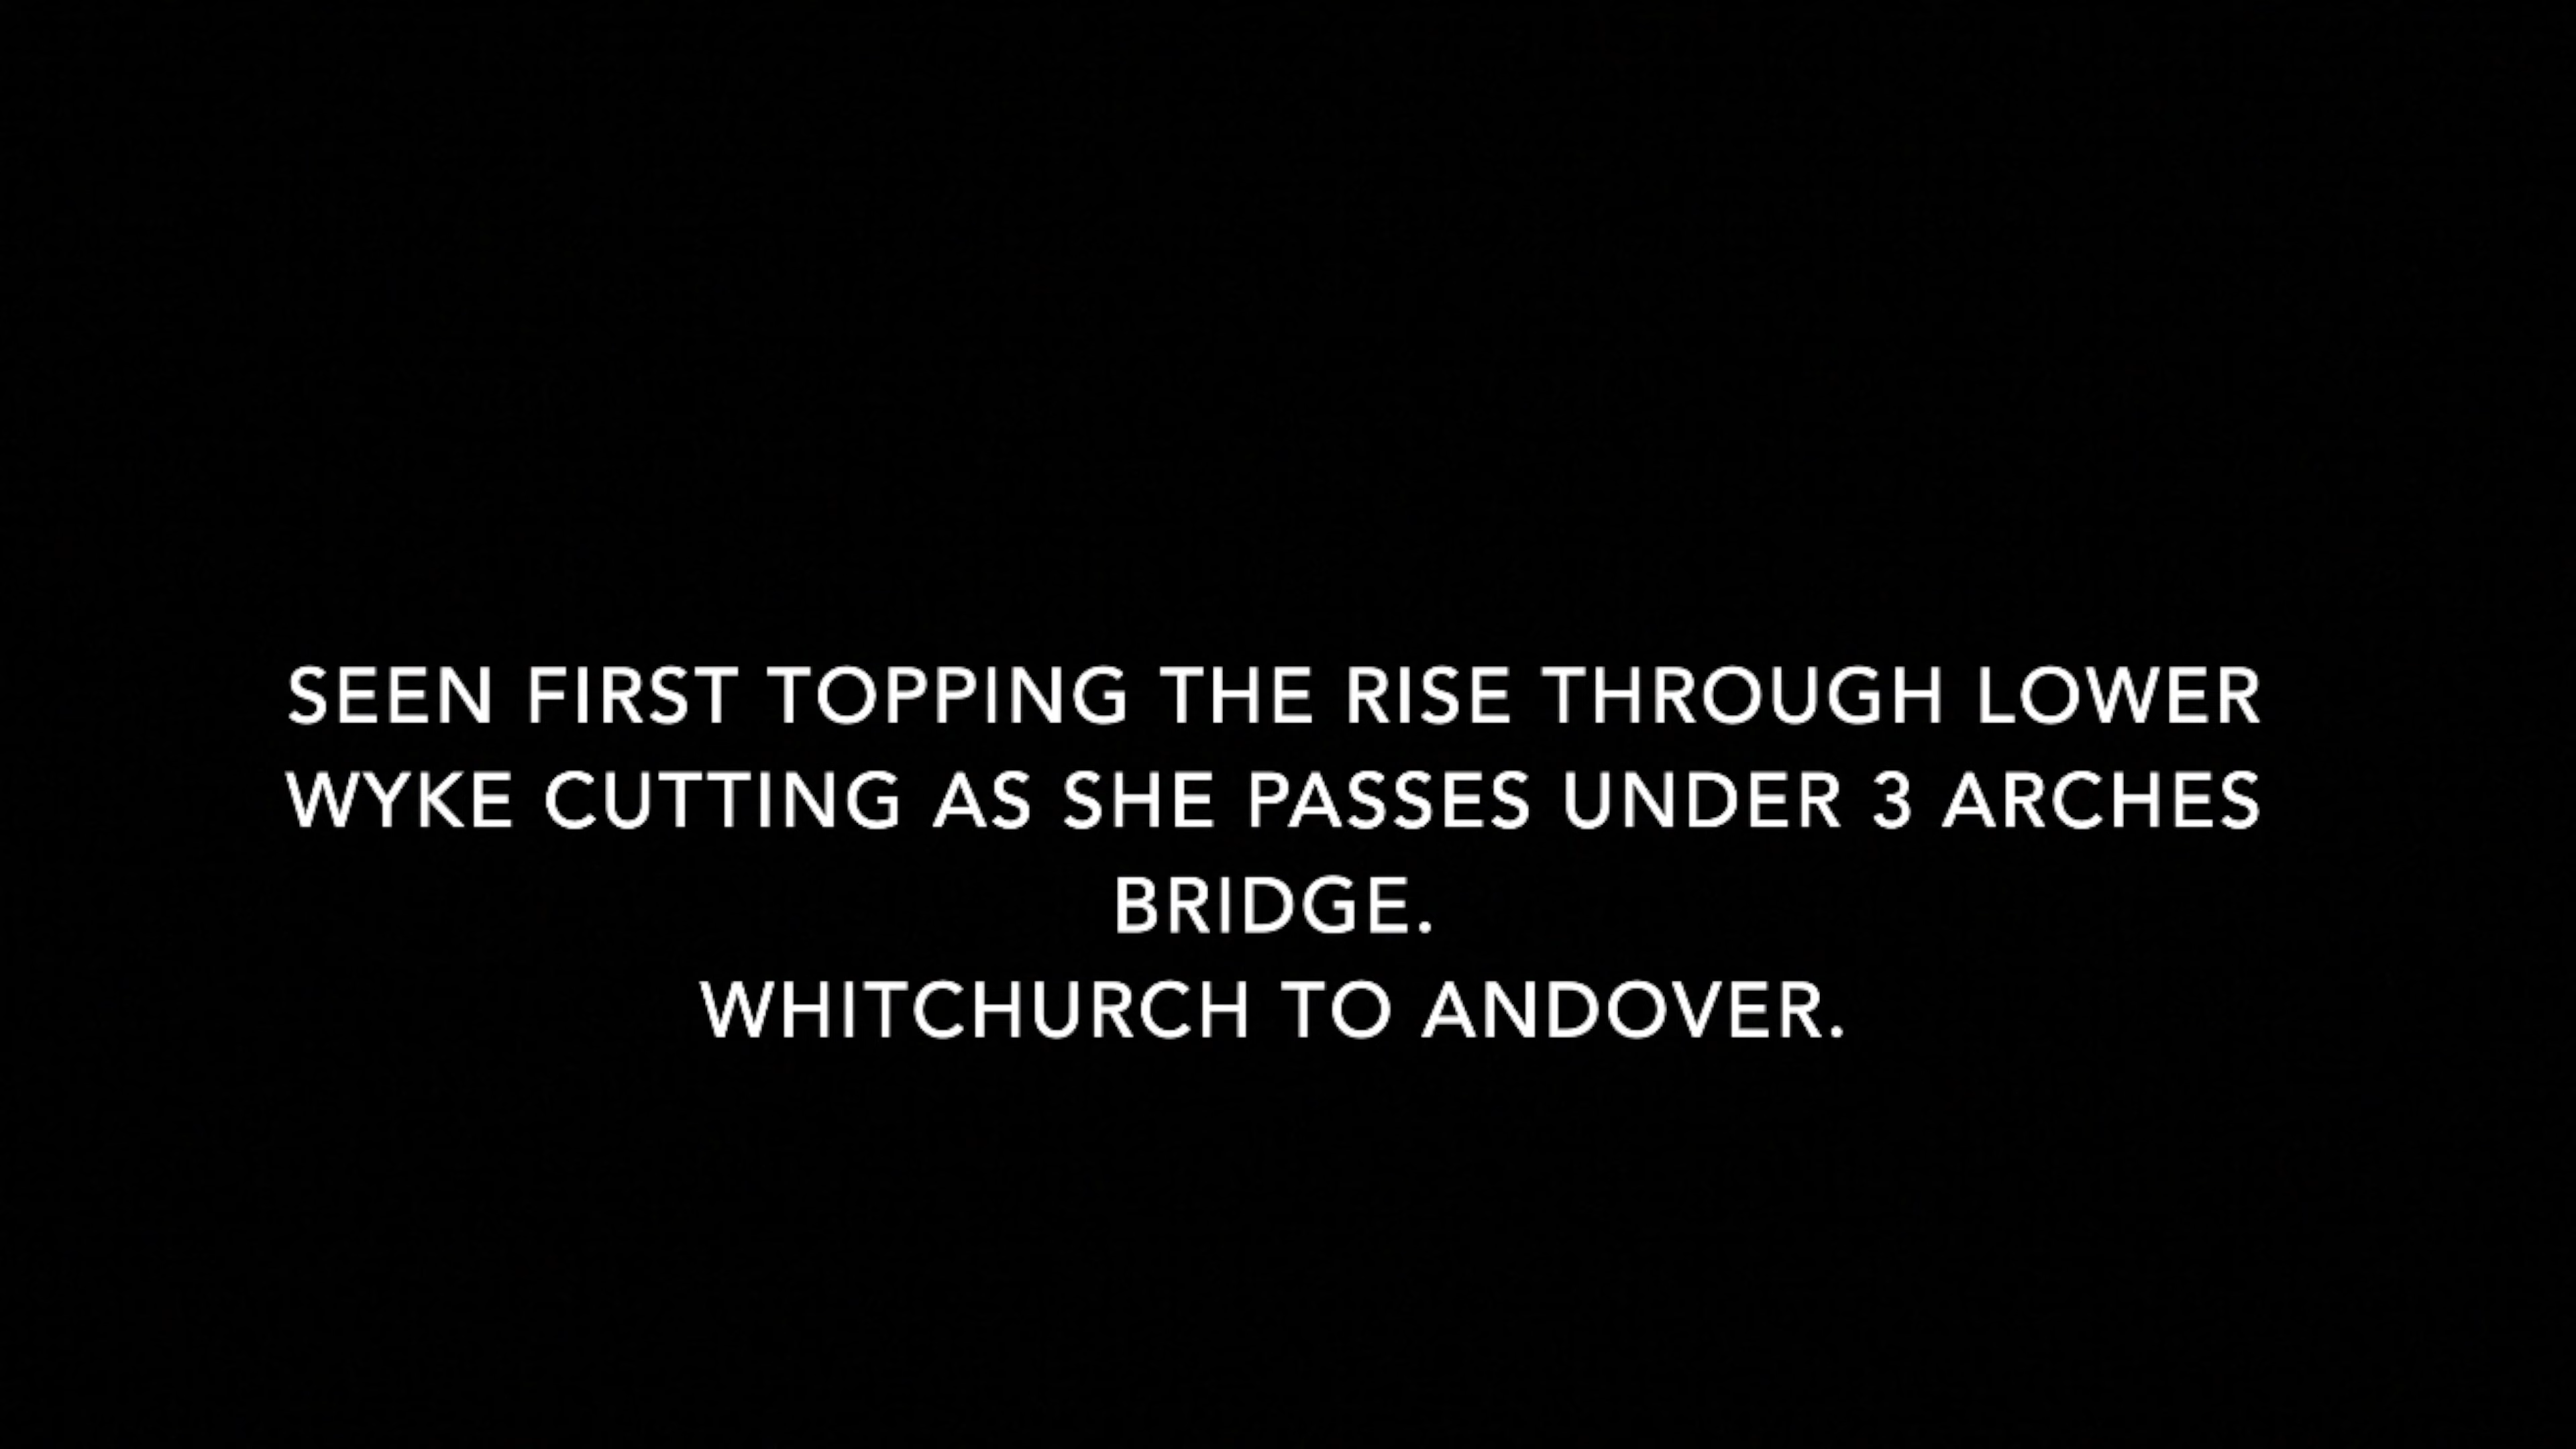 SEEN FIRST TOPPING THE RISE THROUGH LOWER
WYKE CUTTING AS SHE PASSES UNDER 3 ARCHES
BRIDGE.
WHITCHURCH TO ANDOVER.